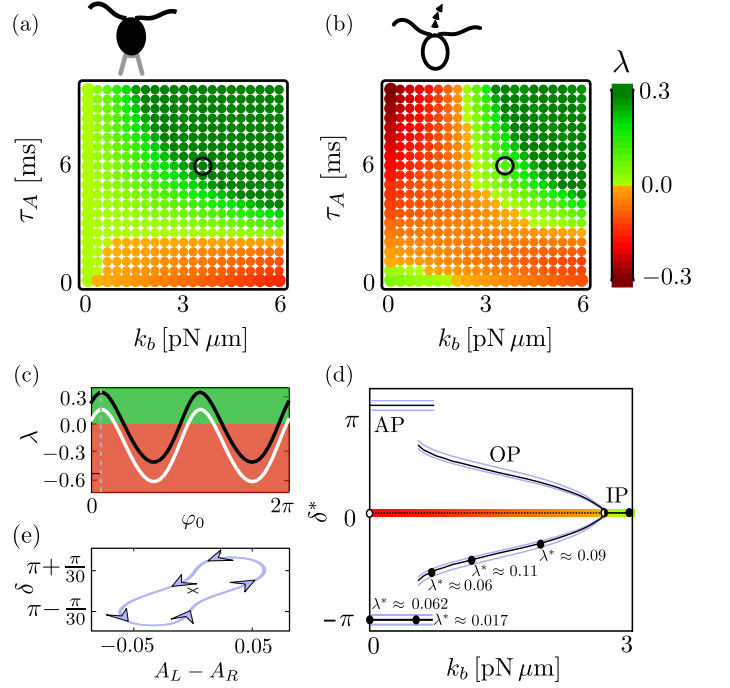 (a)
(b)
λ
τ_A [ms]
6
0
0 3 6
k_b [pN μm]
τ_A [ms]
6
0
0 3 6
k_b [pN μm]
0.3
0.0
−0.3
(c)
λ
0.3
0.0
−0.3
−0.6
0 2π
φ_0
(d)
δ*
π
0
−π
AP
OP
IP
λ* ≈ 0.09
λ* ≈ 0.11
λ* ≈ 0.06
λ* ≈ 0.062
λ* ≈ 0.017
0 3
k_b [pN μm]
(e)
δ
π + π/30
π − π/30
x
−0.05 0.05
A_L − A_R